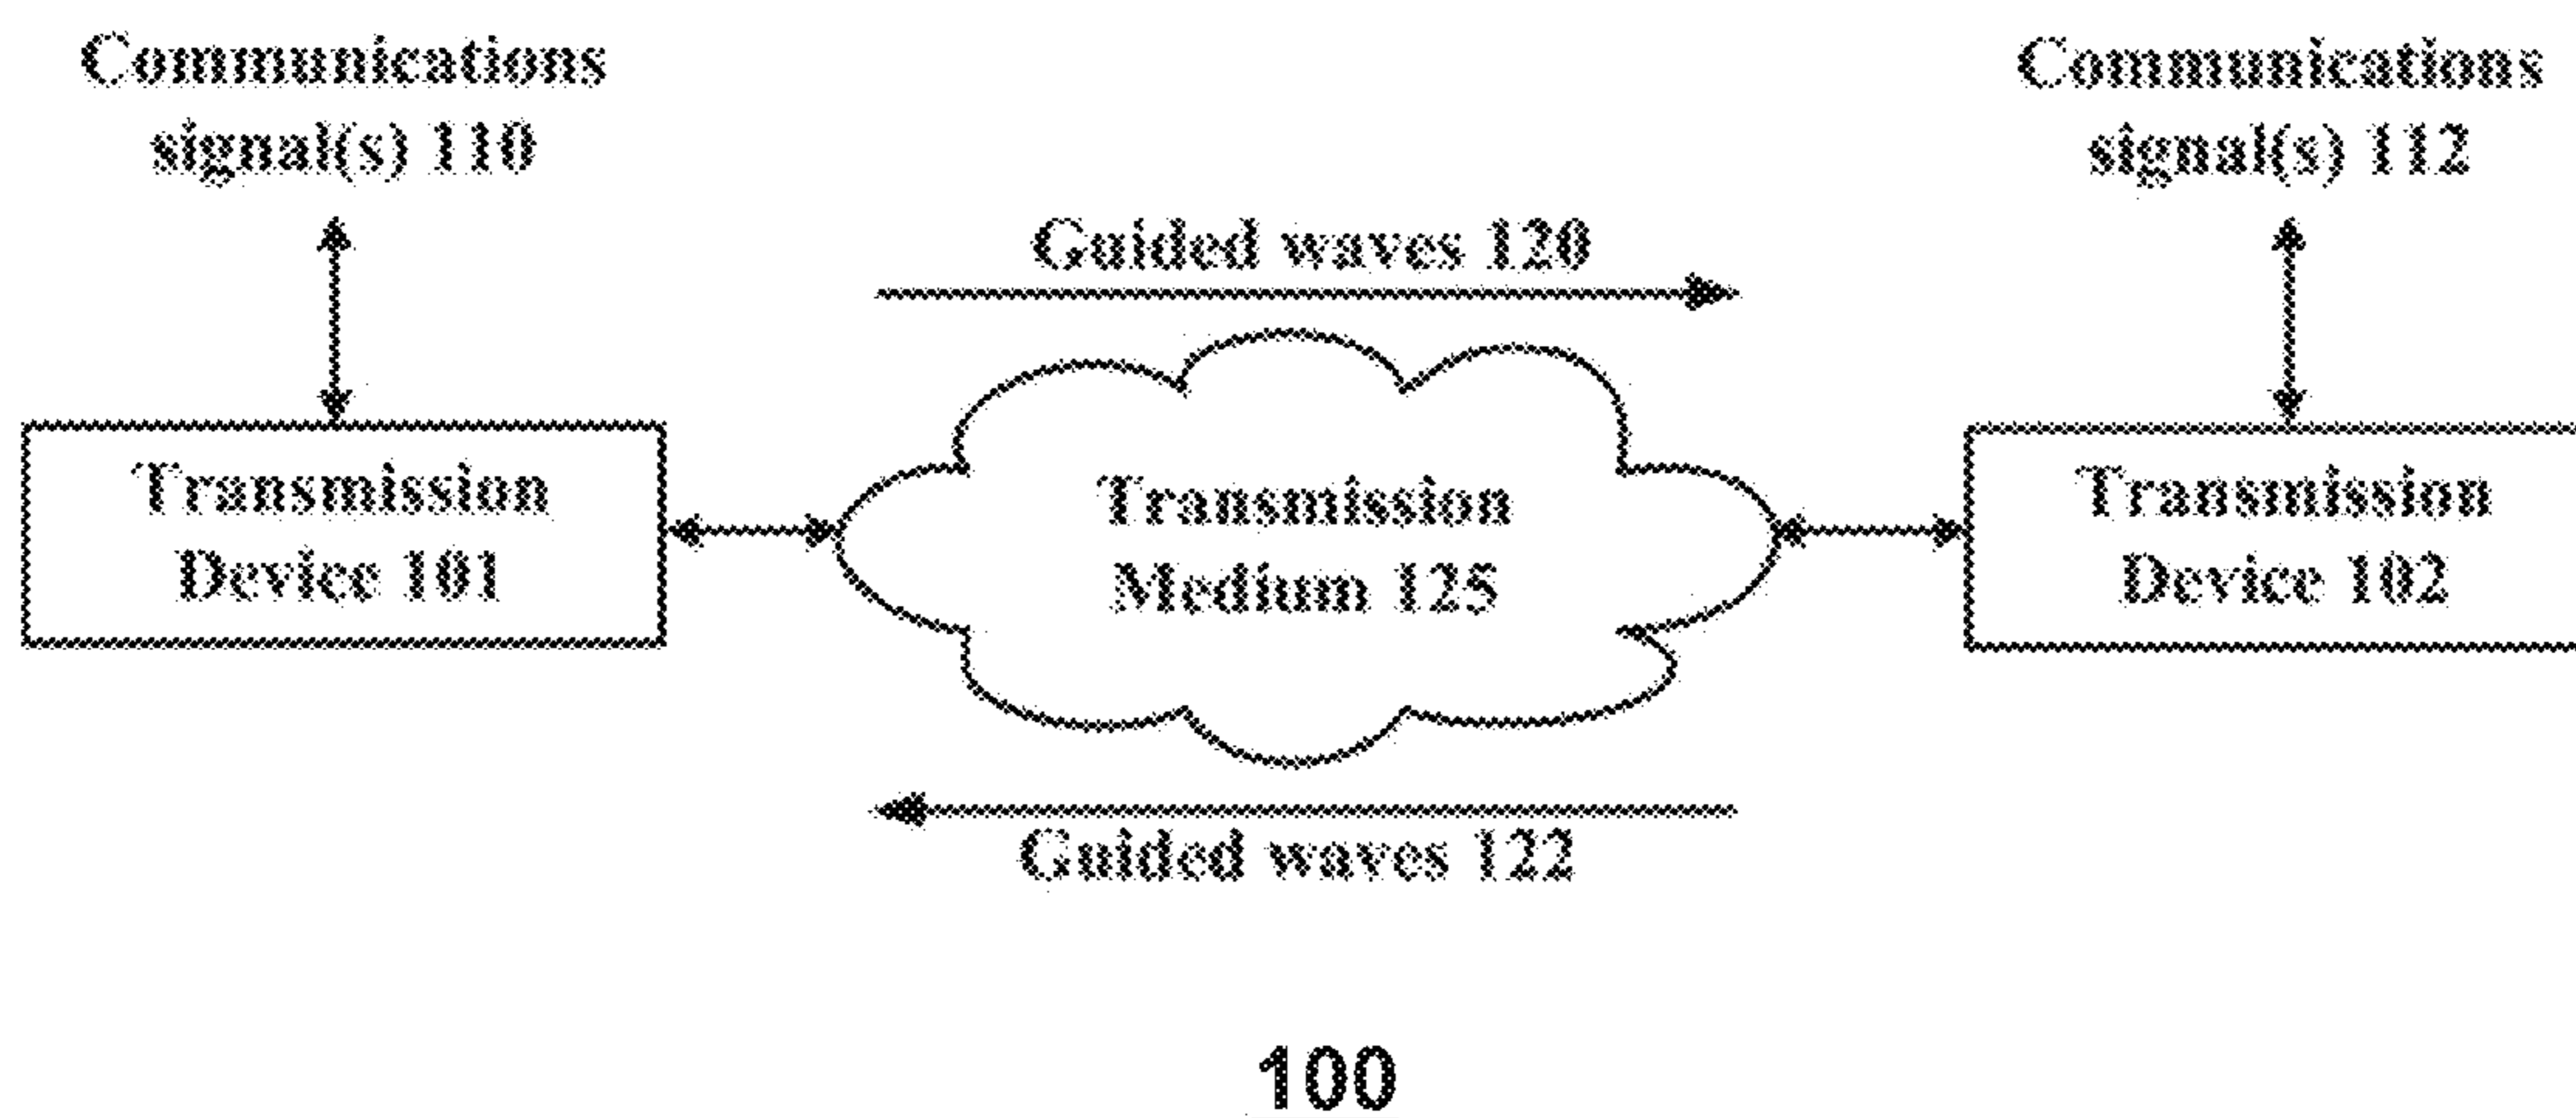 Communications
signal(s) 110
Communications
signal(s) 112
Guided waves 120
Transmission
Device 101
Transmission
Medium 125
Transmission
Device 102
Guided waves 122
100